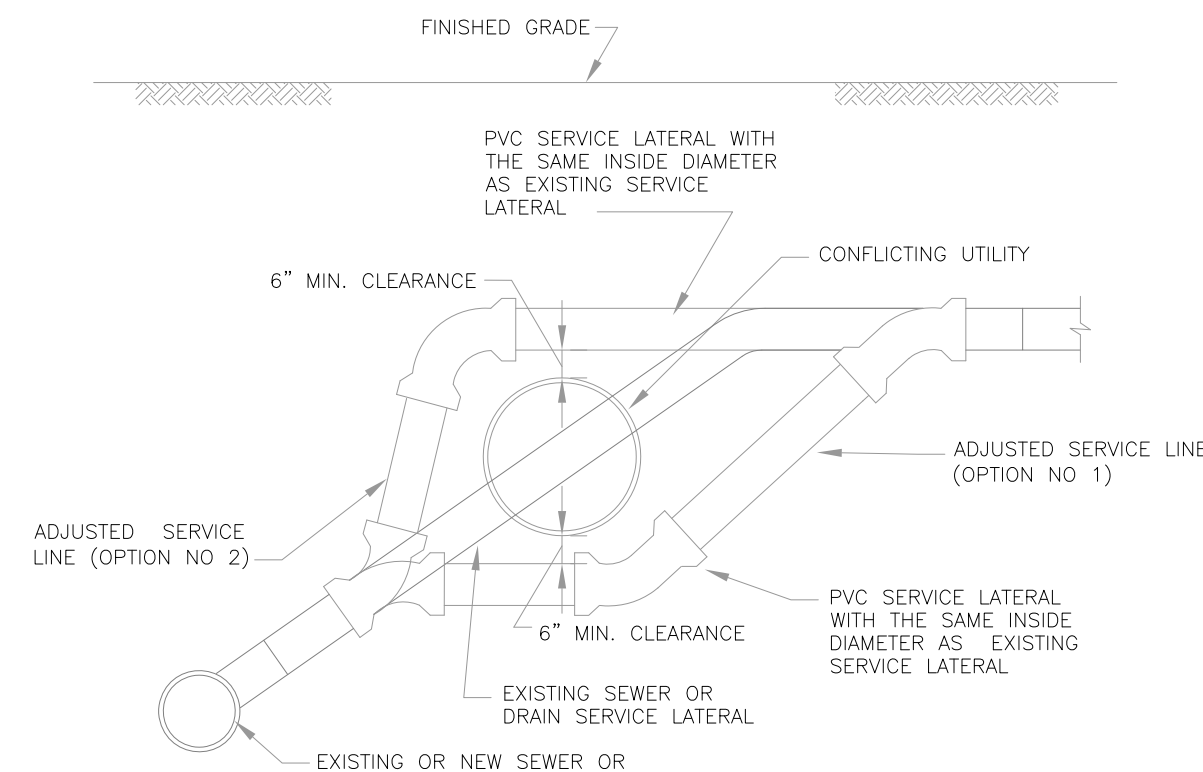 FINISHED GRADE
PVC SERVICE LATERAL WITH
THE SAME INSIDE DIAMETER
AS EXISTING SERVICE
LATERAL
CONFLICTING UTILITY
6" MIN. CLEARANCE
ADJUSTED SERVICE LINE
(OPTION NO 1)
ADJUSTED SERVICE
LINE (OPTION NO 2)
PVC SERVICE LATERAL
WITH THE SAME INSIDE
DIAMETER AS EXISTING
SERVICE LATERAL
6" MIN. CLEARANCE
EXISTING SEWER OR
DRAIN SERVICE LATERAL
EXISTING OR NEW SEWER OR